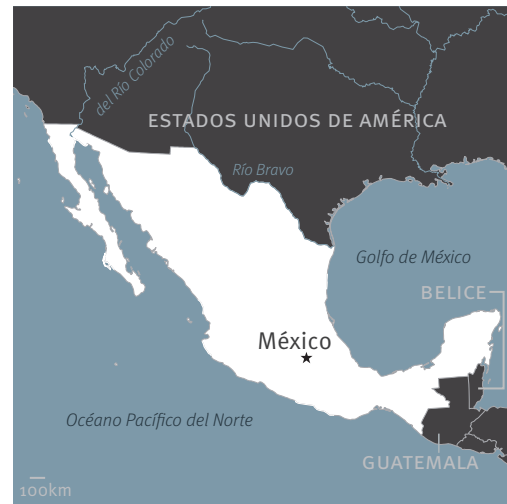 del Río Colorado
ESTADOS UNIDOS DE AMÉRICA
Río Bravo
Golfo de México
BELICE
México
Océano Pacífico del Norte
GUATEMALA
100km